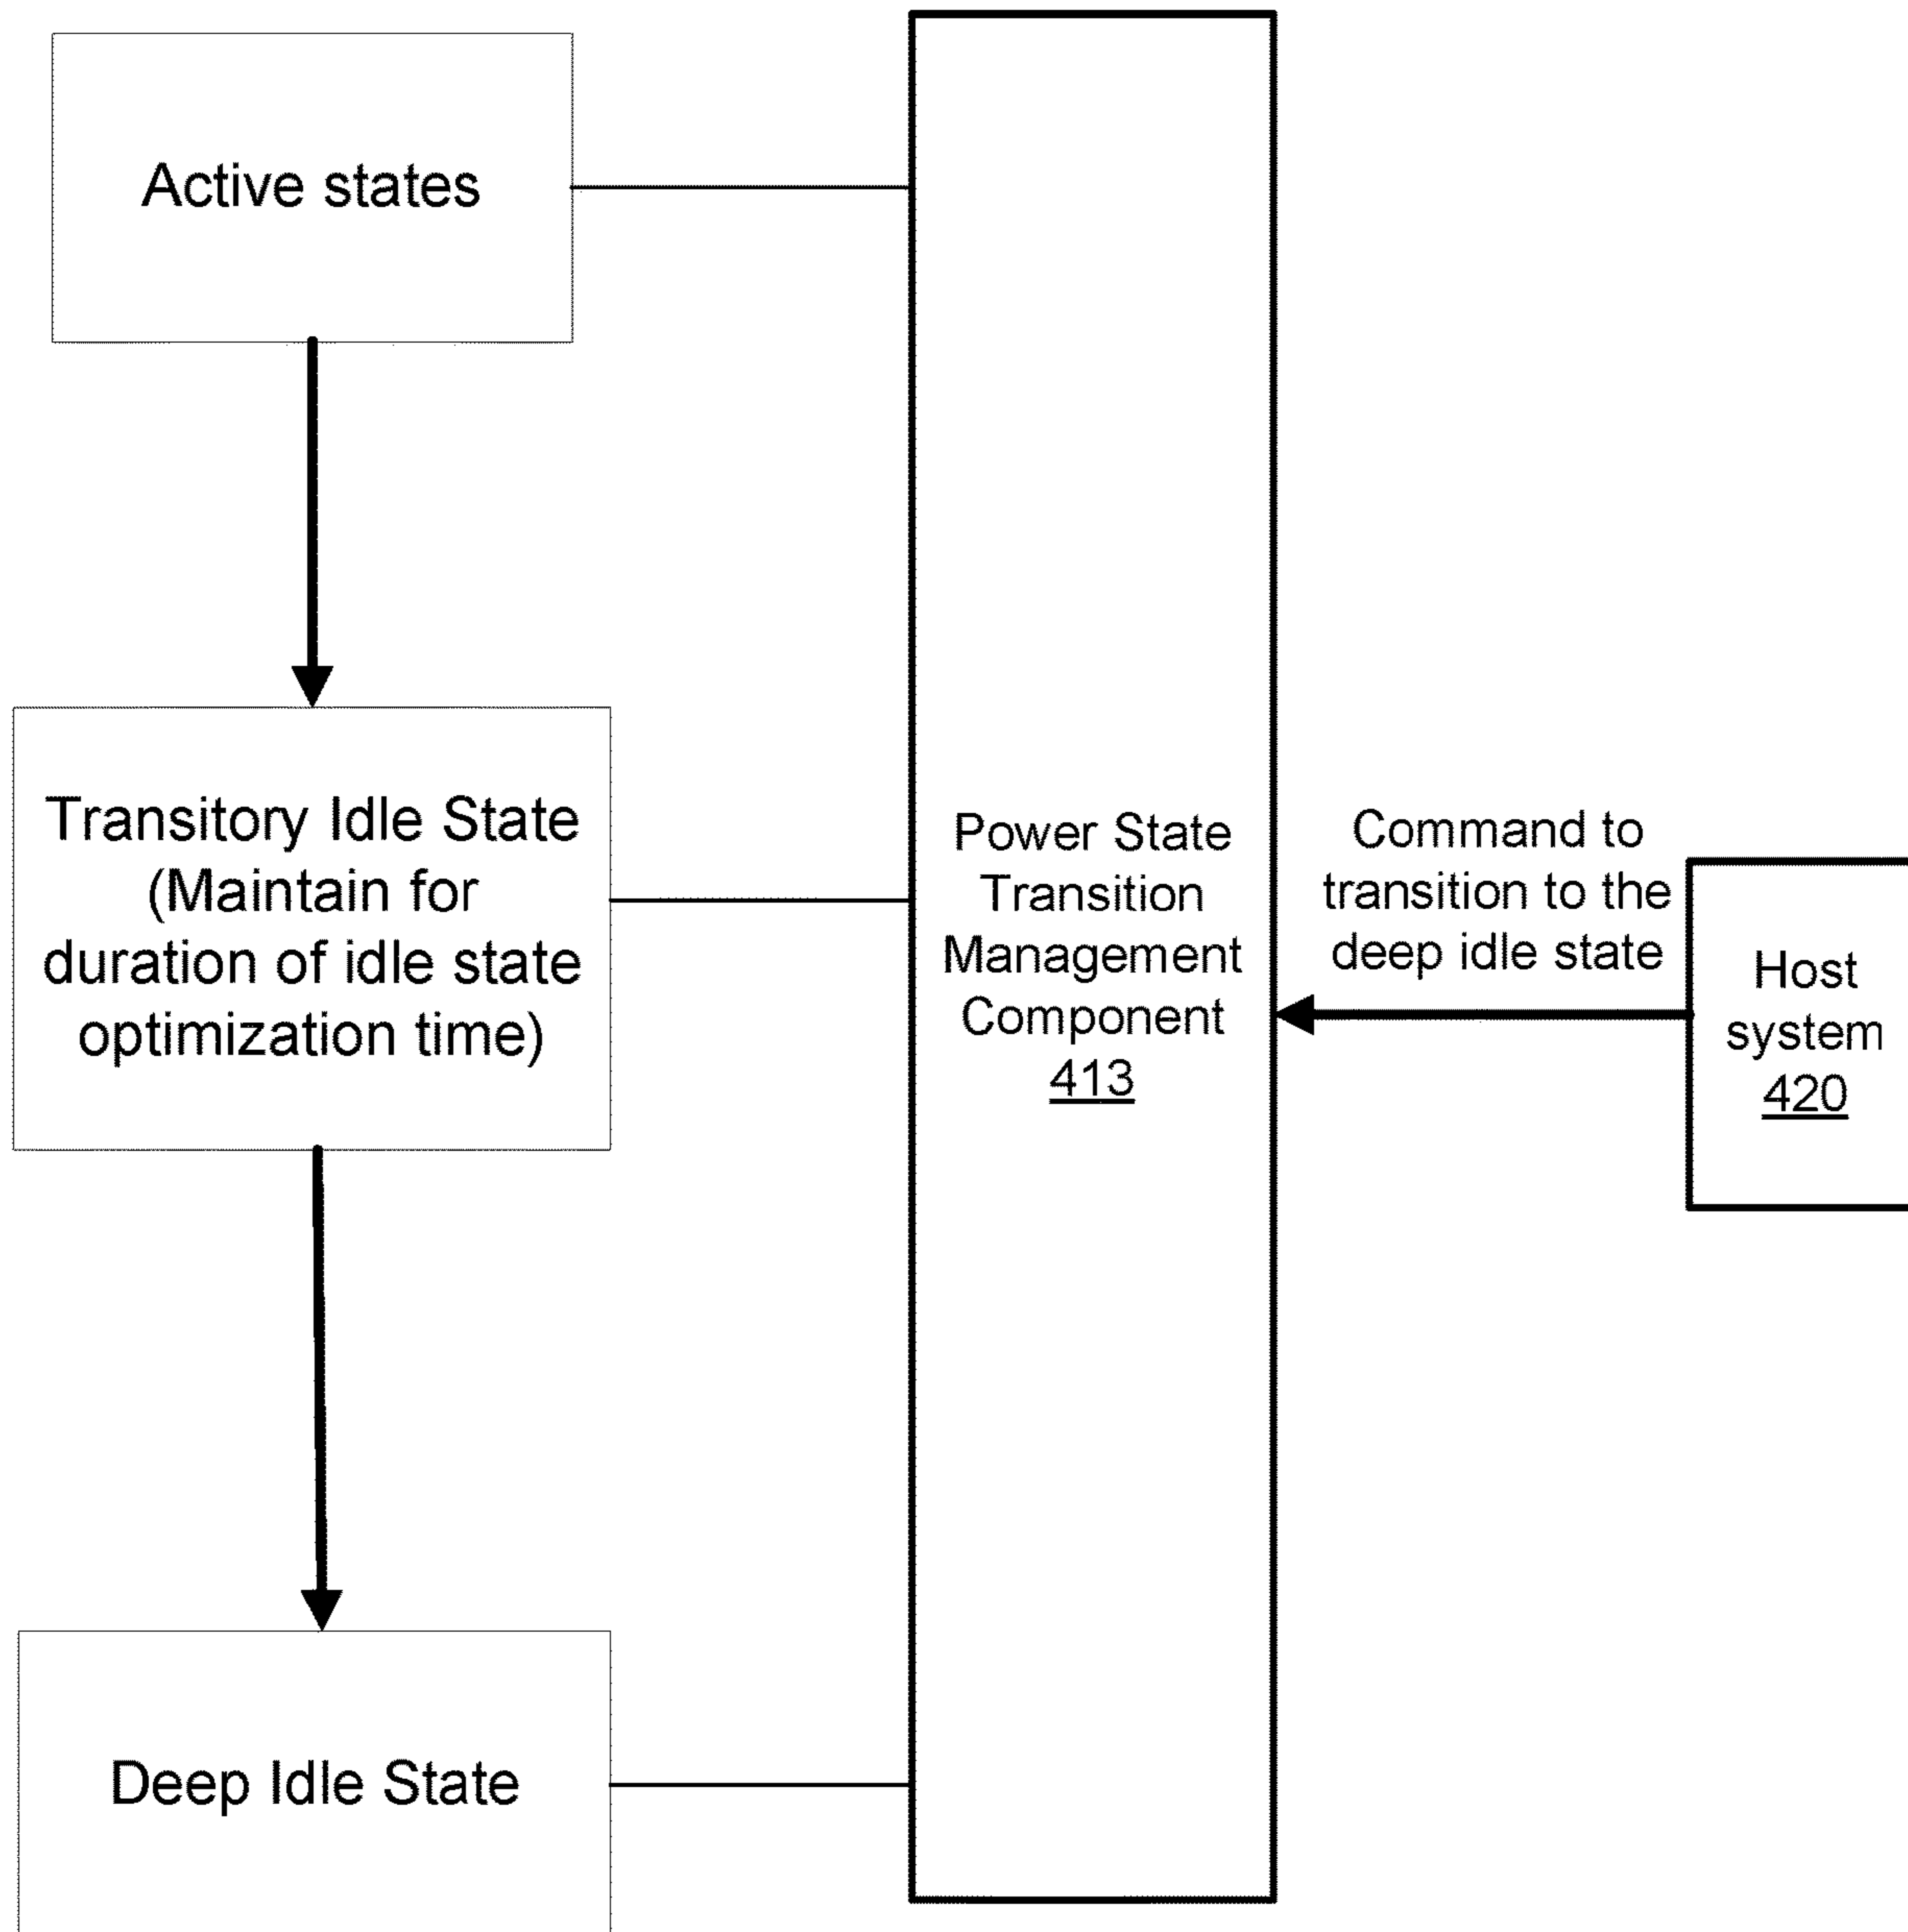 Active states
Transitory Idle State
(Maintain for
duration of idle state
optimization time)
Deep Idle State
Power State
Transition
Management
Component
413
Command to
transition to the
deep idle state
Host
system
420